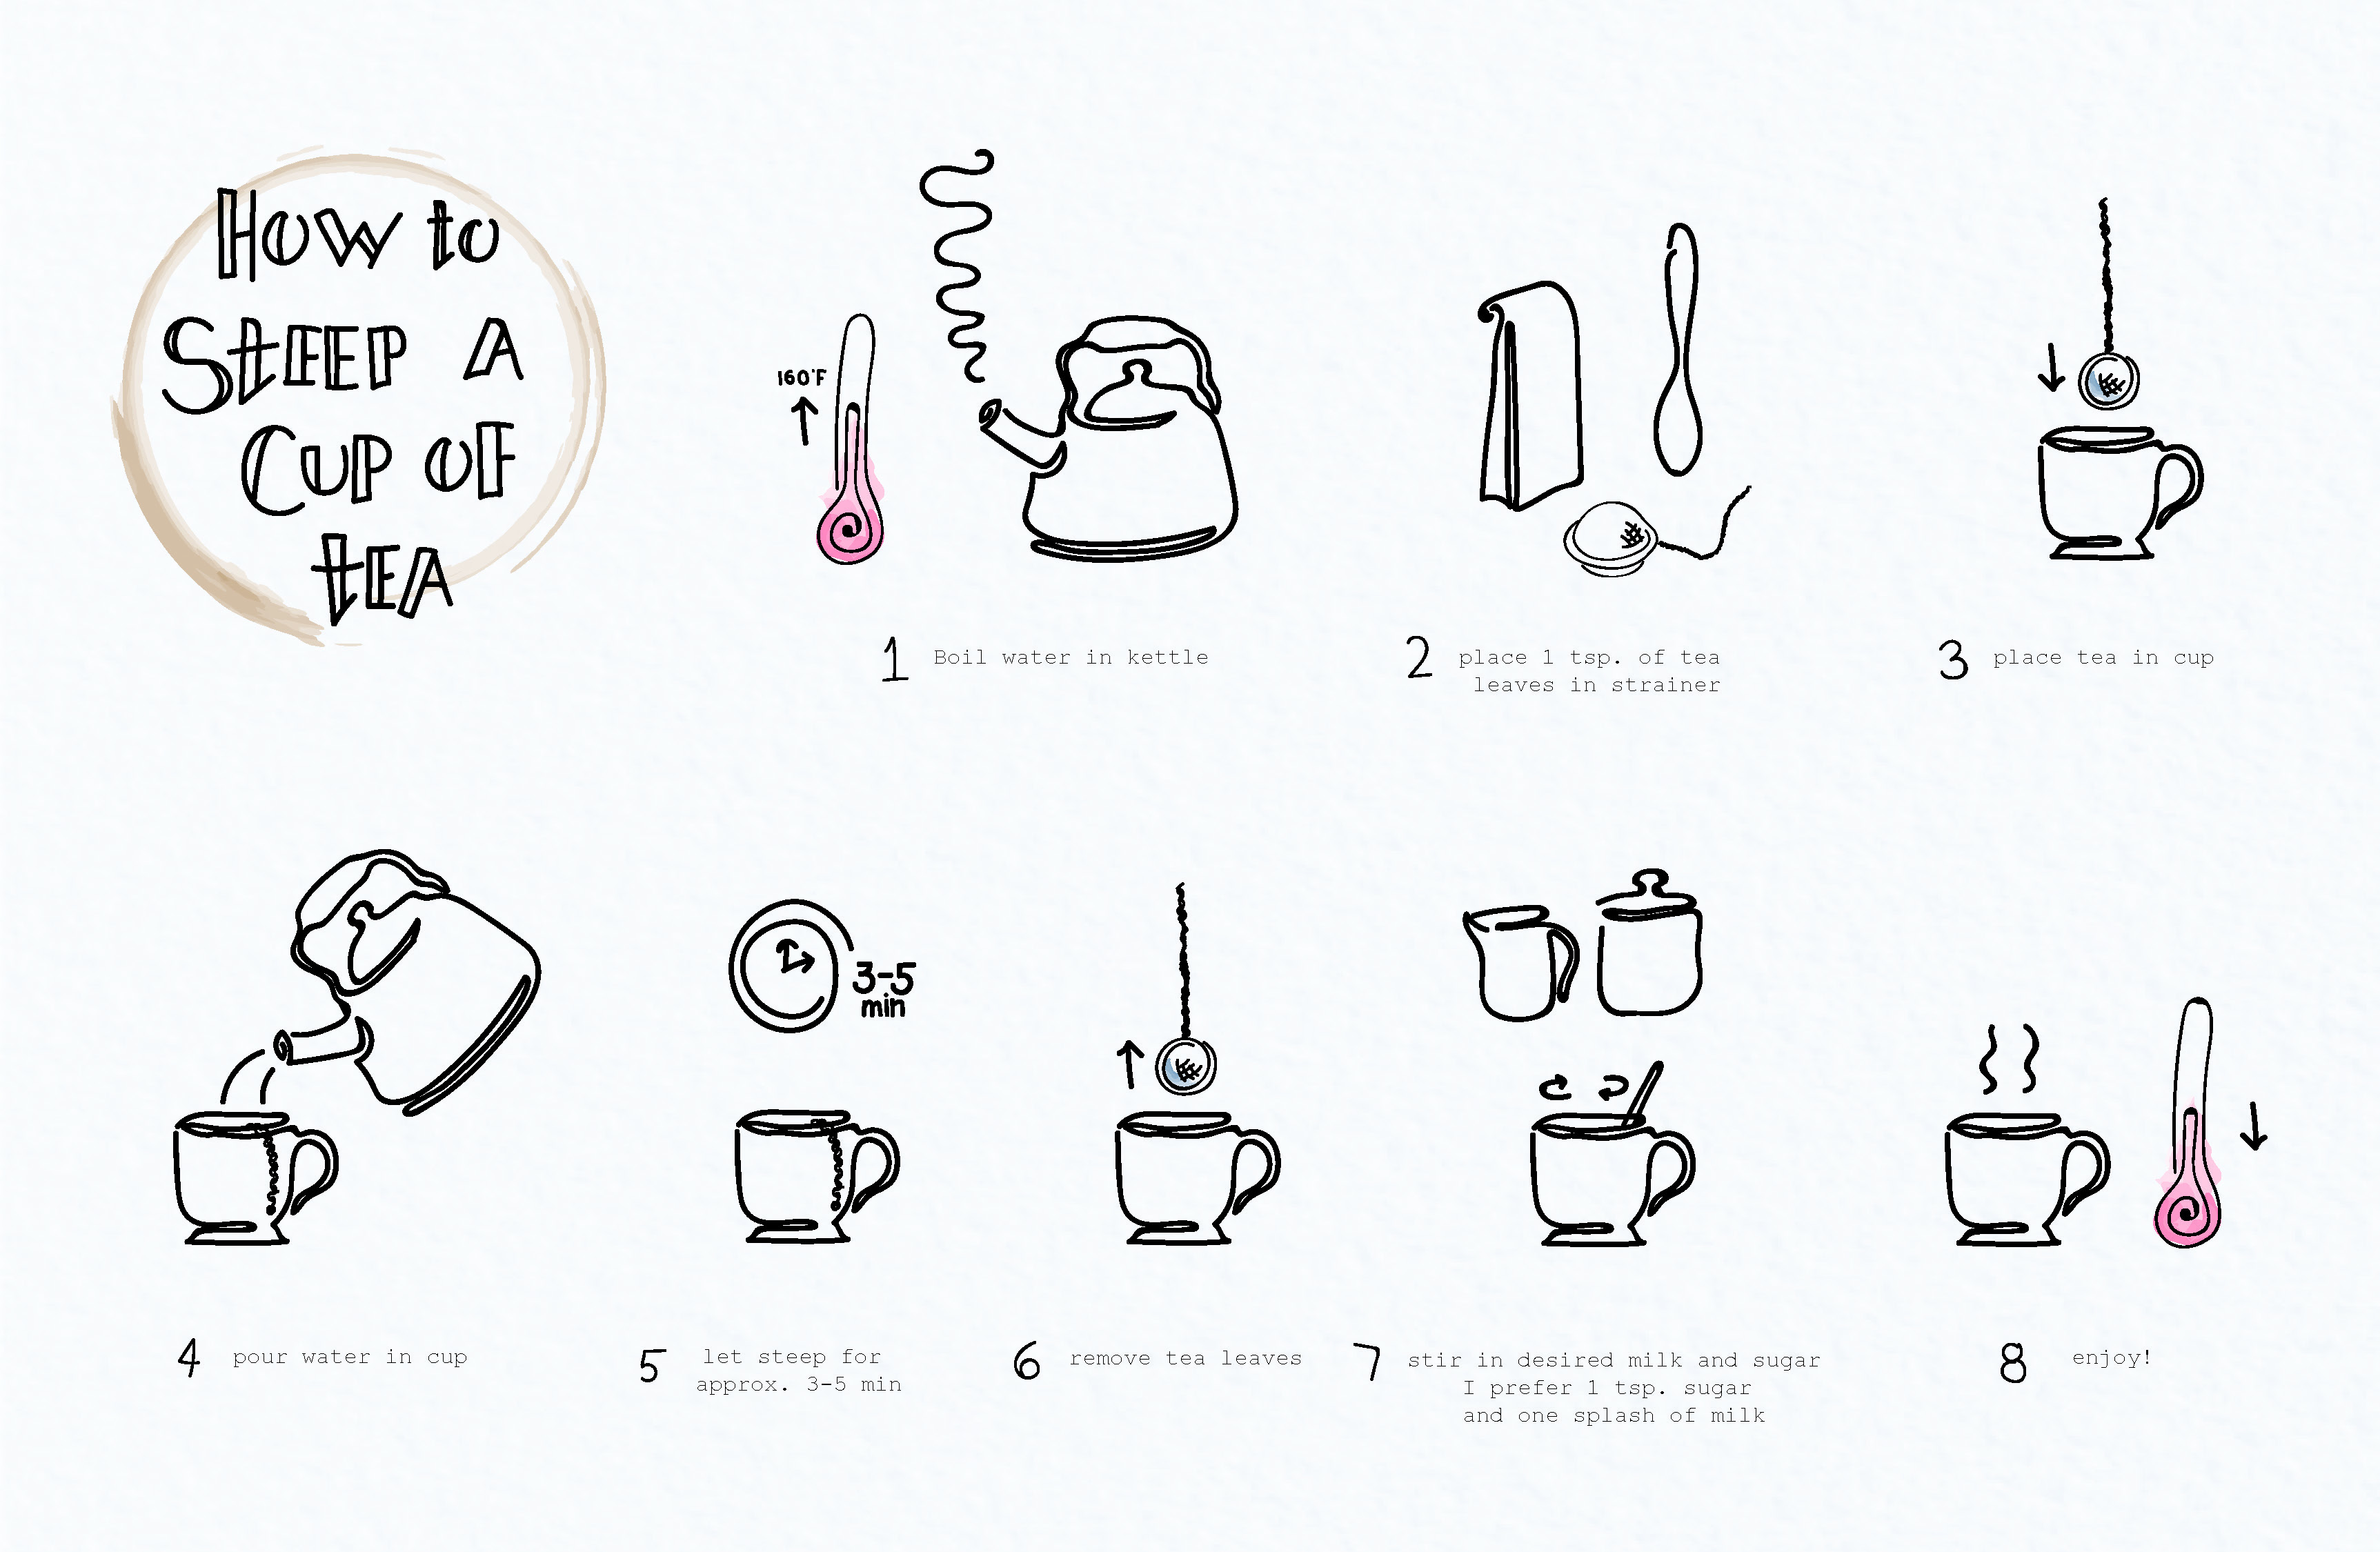 How to
Steep A
Cup of
tea
160°F
1 Boil water in kettle
2 place 1 tsp. of tea
leaves in strainer
3 place tea in cup
4 pour water in cup
3-5
min
5 let steep for
approx. 3-5 min
6 remove tea leaves
7 stir in desired milk and sugar
I prefer 1 tsp. sugar
and one splash of milk
8 enjoy!